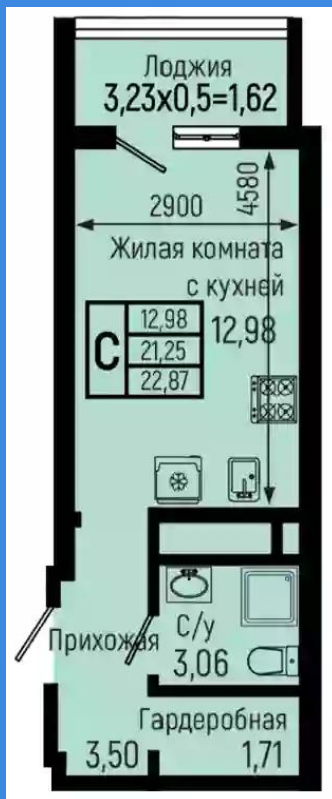 Лоджия
3,23х0,5=1,62
2900
4580
Жилая комната
с кухней
12,98
С
12,98
21,25
22,87
Прихожая
С/у
3,06
Гардеробная
3,50
1,71